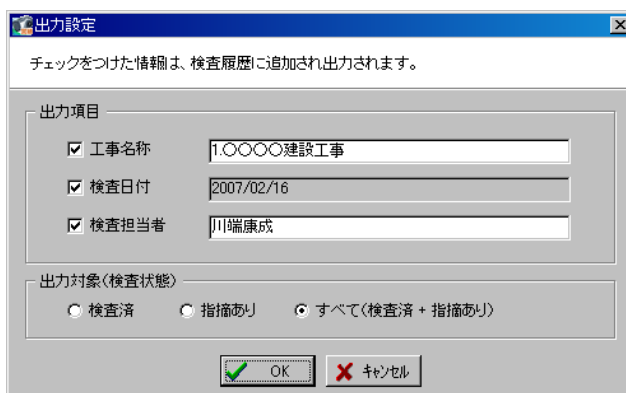 出力設定
チェックをつけた情報は、検査履歴に追加され出力されます。
出力項目
工事名称 1.〇〇〇〇建設工事
検査日付 2007/02/16
検査担当者 川端康成
出力対象(検査状態)
検査済 指摘あり すべて(検査済 + 指摘あり)
OK キャンセル